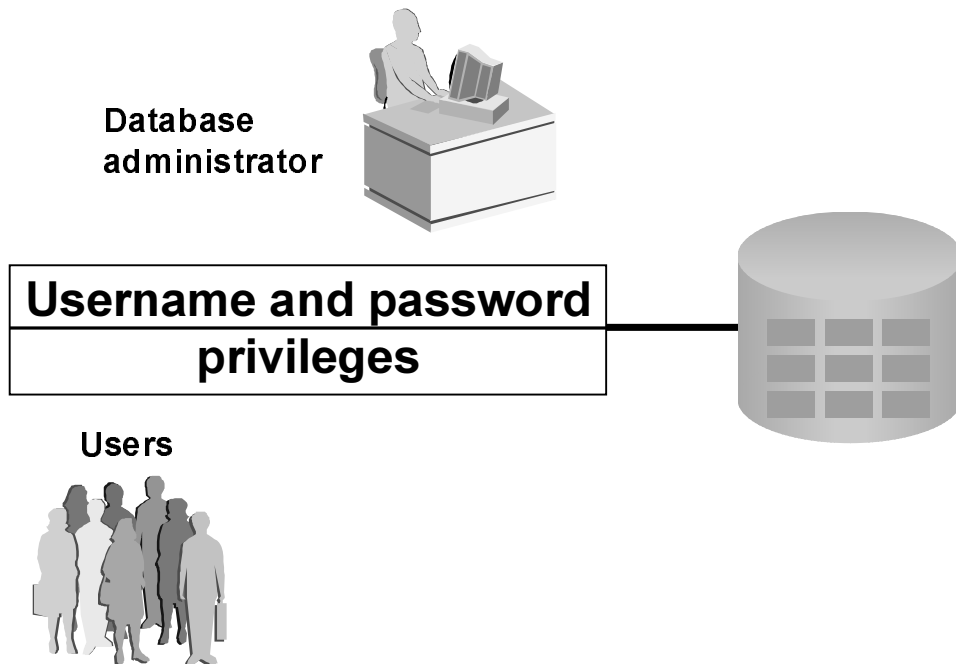 Database
administrator
Username and password
privileges
Users